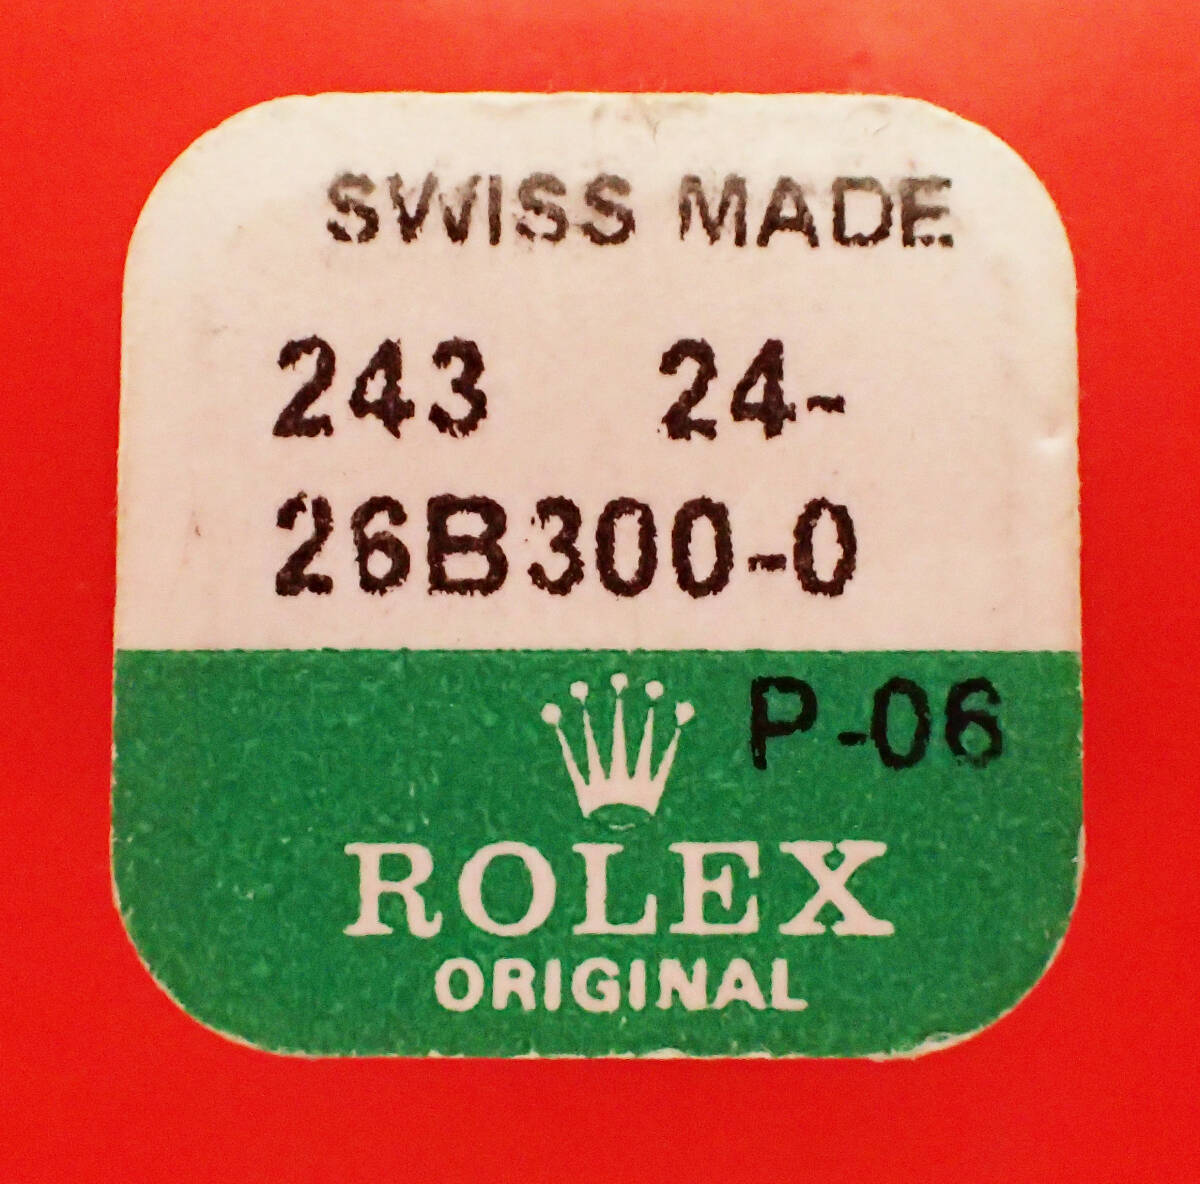 SWISS MADE
243 24-
26B300-0
P-06
ROLEX
ORIGINAL